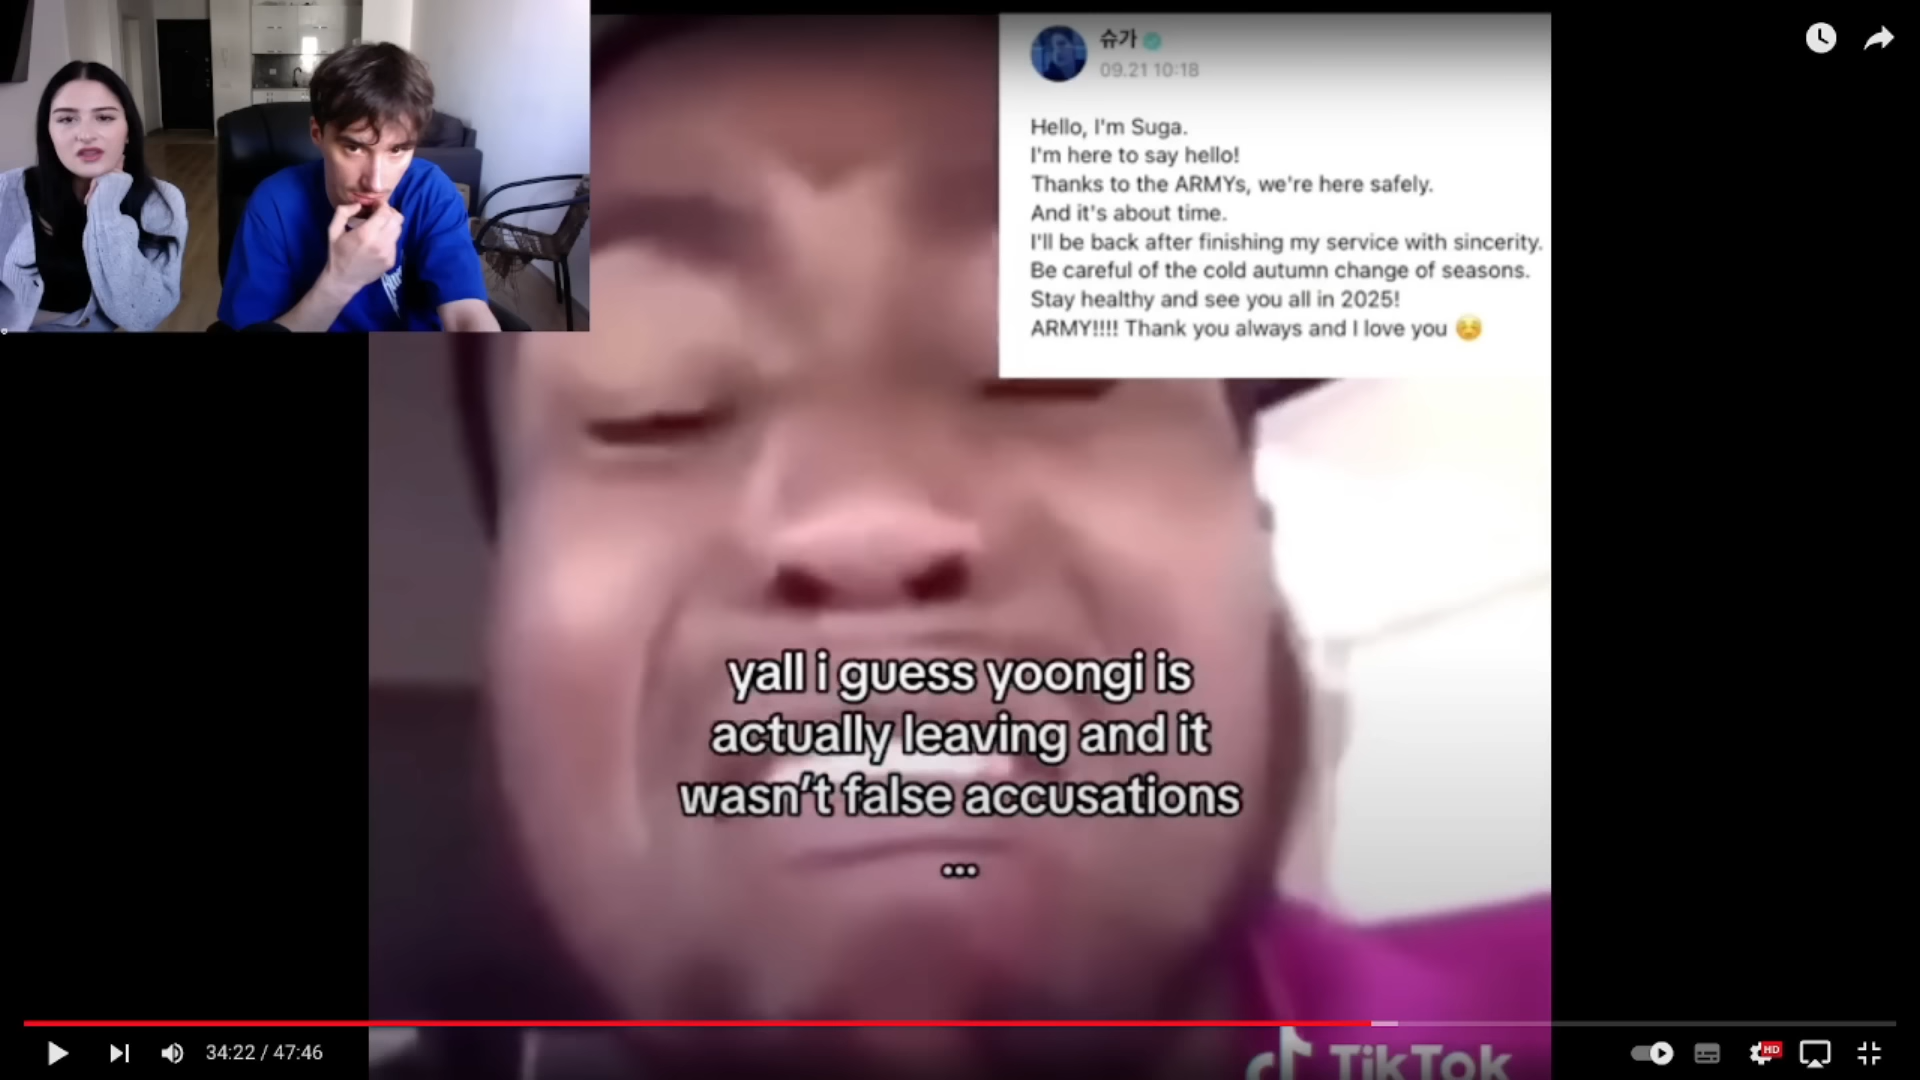 슈가
09.21 10:18
Hello, I'm Suga.
I'm here to say hello!
Thanks to the ARMYs, we're here safely.
And it's about time.
I'll be back after finishing my service with sincerity.
Be careful of the cold autumn change of seasons.
Stay healthy and see you all in 2025!
ARMY!!!! Thank you always and I love you ☺️
yall i guess yoongi is
actually leaving and it
wasn't false accusations
...
TikTok
34:22 / 47:46
HD